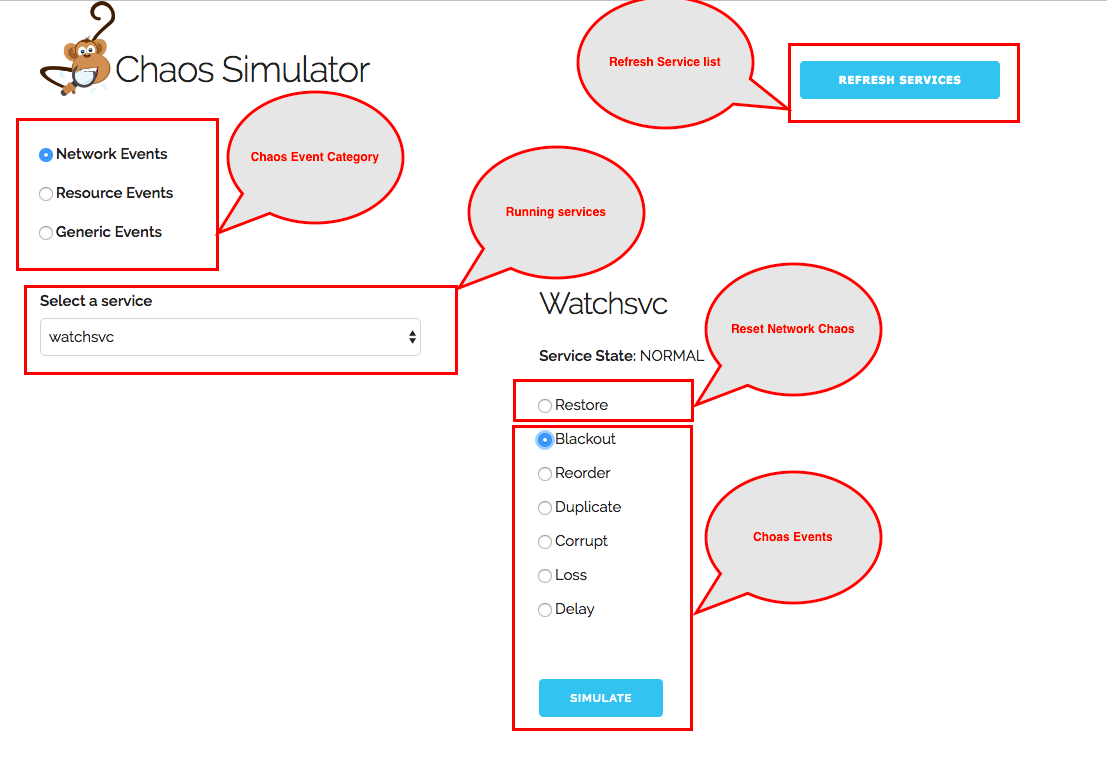 Chaos Simulator
Refresh Service list
REFRESH SERVICES
Network Events
Resource Events
Generic Events
Chaos Event Category
Running services
Select a service
watchsvc
Watchsvc
Service State: NORMAL
Reset Network Chaos
Restore
Blackout
Reorder
Duplicate
Corrupt
Loss
Delay
Choas Events
SIMULATE